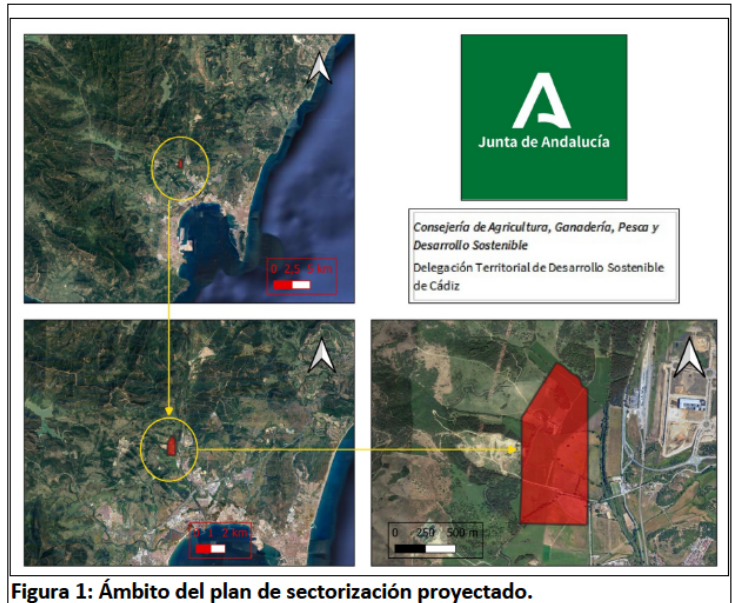 Junta de Andalucía
Consejería de Agricultura, Ganadería, Pesca y
Desarrollo Sostenible
Delegación Territorial de Desarrollo Sostenible
de Cádiz
0 2,5 5 km
0 1 2 km
0 250 500 m
Figura 1: Ámbito del plan de sectorización proyectado.